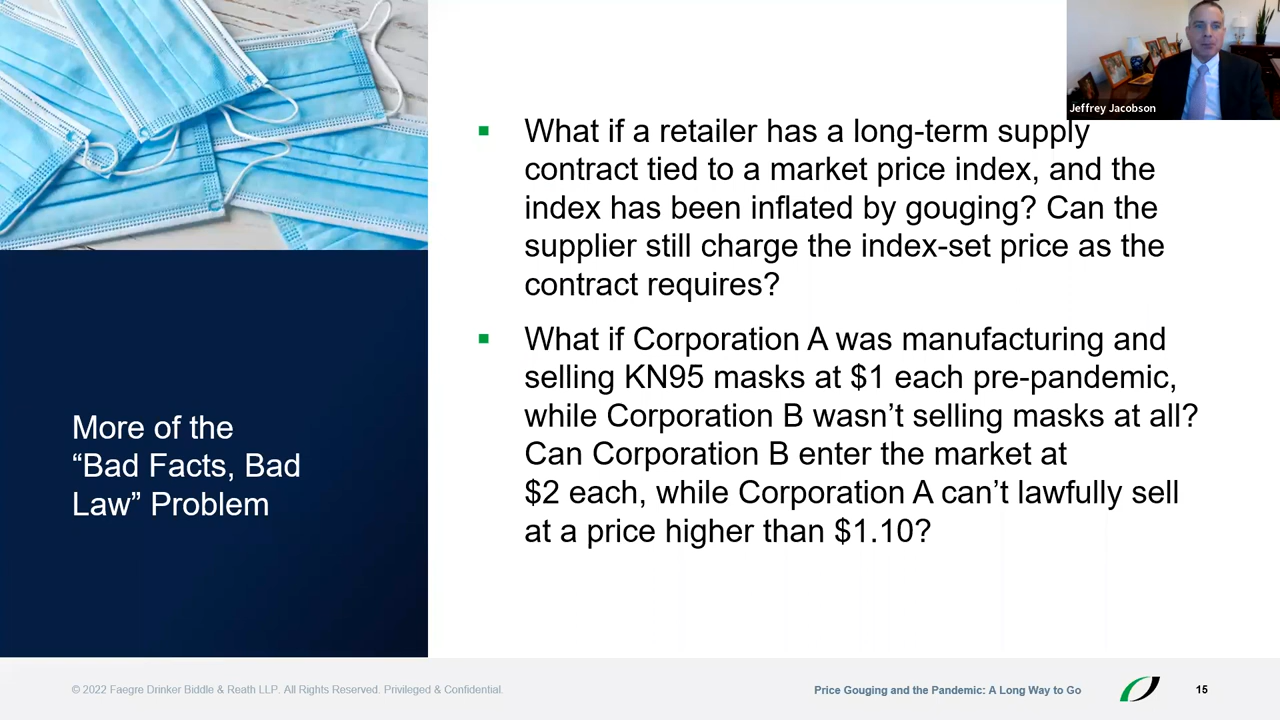 Jeffrey Jacobson
▪ What if a retailer has a long-term supply
contract tied to a market price index, and the
index has been inflated by gouging? Can the
supplier still charge the index-set price as the
contract requires?
▪ What if Corporation A was manufacturing and
selling KN95 masks at $1 each pre-pandemic,
while Corporation B wasn’t selling masks at all?
Can Corporation B enter the market at
$2 each, while Corporation A can’t lawfully sell
at a price higher than $1.10?
More of the
“Bad Facts, Bad
Law” Problem
© 2022 Faegre Drinker Biddle & Reath LLP. All Rights Reserved. Privileged & Confidential.
Price Gouging and the Pandemic: A Long Way to Go
15